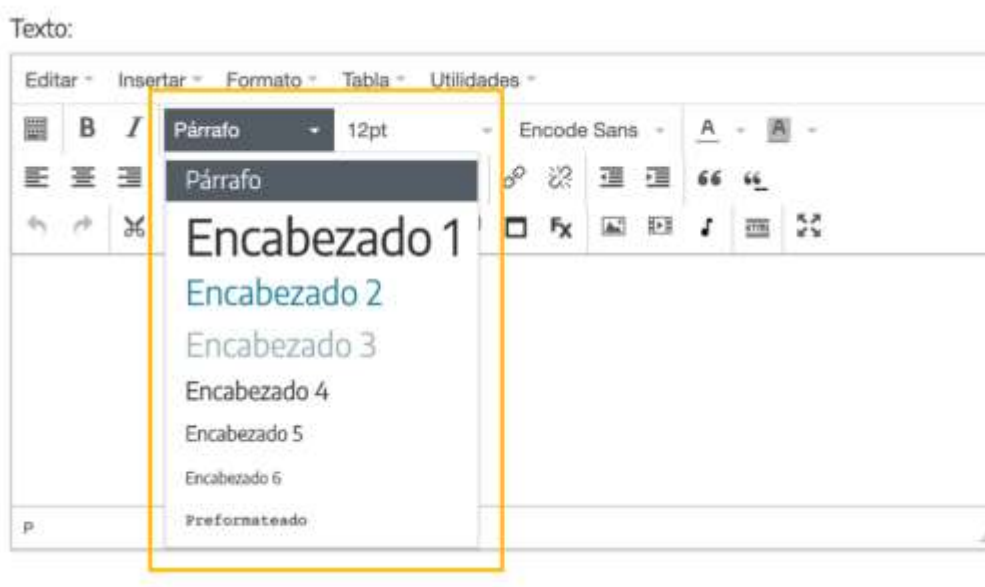 Texto:
Editar Insertar Formato Tabla Utilidades
B I Párrafo 12pt Encode Sans A A
Párrafo
Fx
Encabezado 1
Encabezado 2
Encabezado 3
Encabezado 4
Encabezado 5
Encabezado 6
Preformateado
P